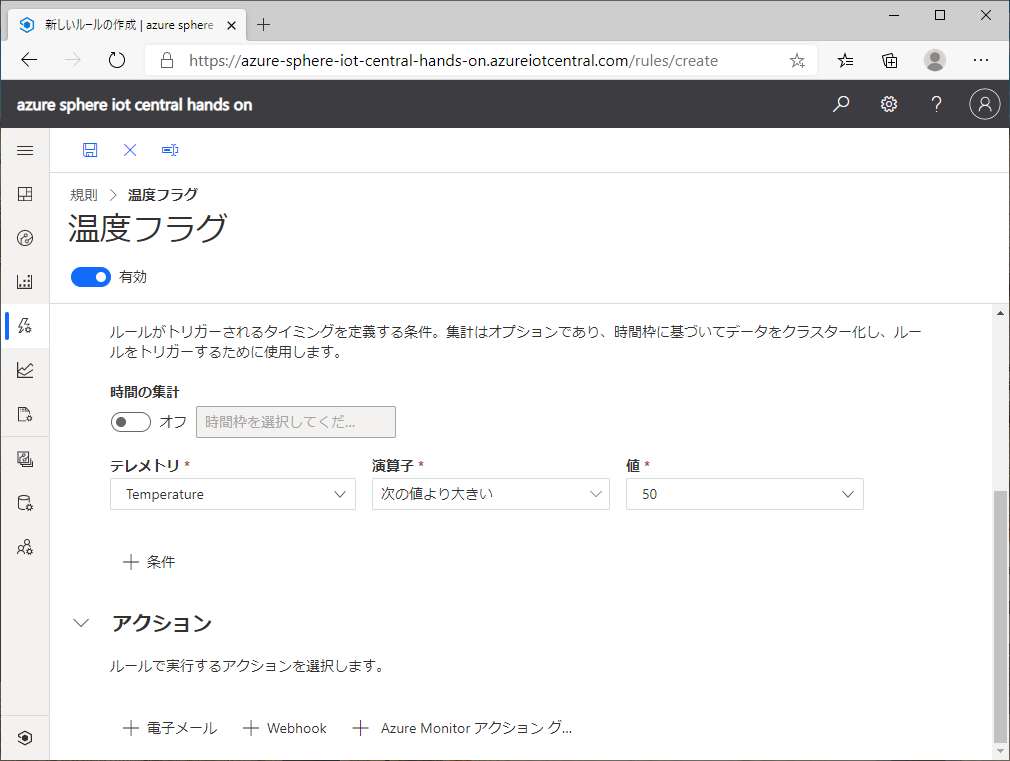 新しいルールの作成 | azure sphere
https://azure-sphere-iot-central-hands-on.azureiotcentral.com/rules/create
azure sphere iot central hands on
規則 > 温度フラグ
温度フラグ
有効
ルールがトリガーされるタイミングを定義する条件。集計はオプションであり、時間枠に基づいてデータをクラスター化し、ルー
ルをトリガーするために使用します。
時間の集計
オフ 時間枠を選択してくだ...
テレメトリ * 演算子 * 値 *
Temperature 次の値より大きい 50
+ 条件
アクション
ルールで実行するアクションを選択します。
+ 電子メール + Webhook + Azure Monitor アクション グ...